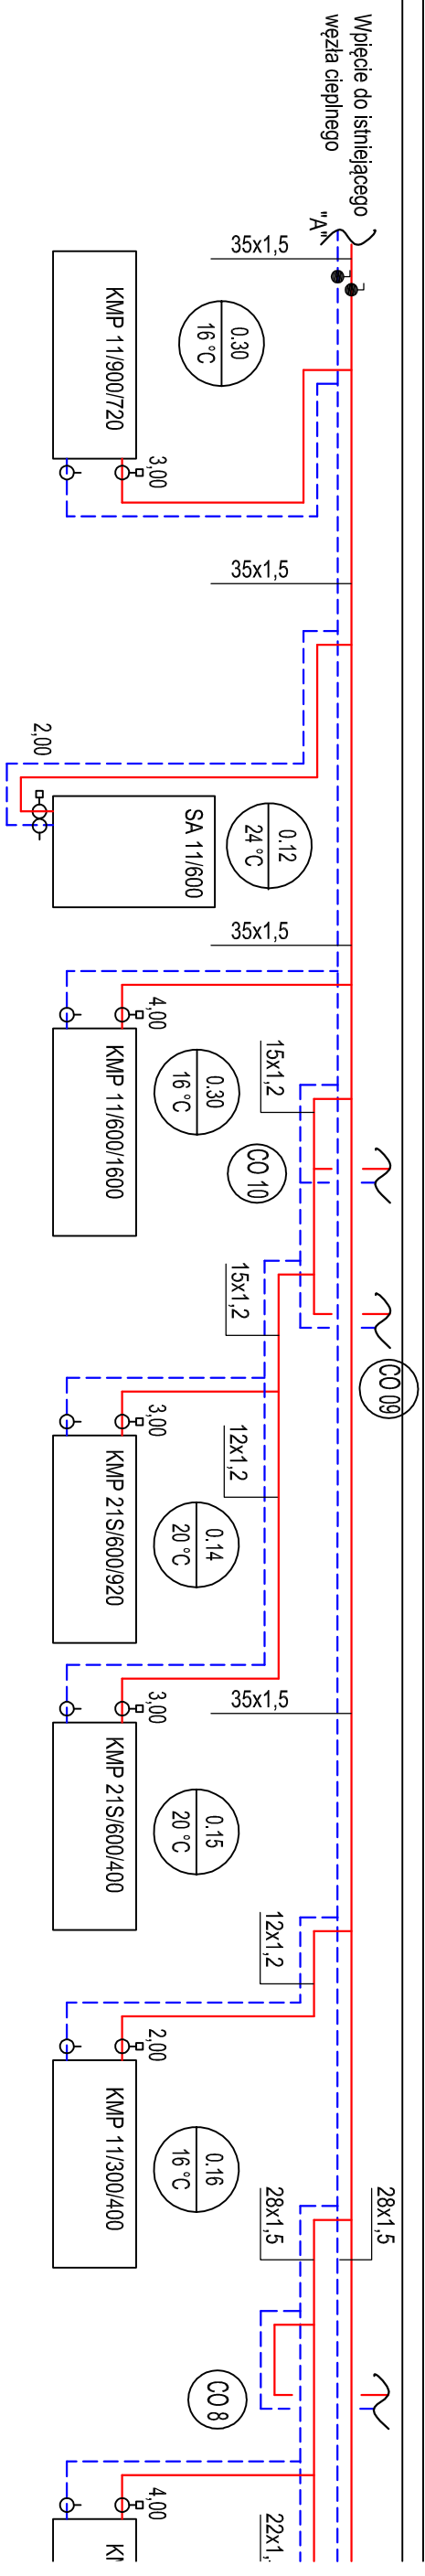 Wpięcie do istniejącego
węzła cieplnego
"A"
35x1,5
0.30
16 °C
KMP 11/900/720
3,00
35x1,5
2,00
0.12
24 °C
SA 11/600
35x1,5
4,00
0.30
16 °C
KMP 11/600/1600
15x1,2
CO 10
CO 09
15x1,2
3,00
12x1,2
0.14
20 °C
KMP 21S/600/920
3,00
35x1,5
0.15
20 °C
KMP 21S/600/400
12x1,2
2,00
0.16
16 °C
KMP 11/300/400
28x1,5
28x1,5
CO 8
4,00
22x1,